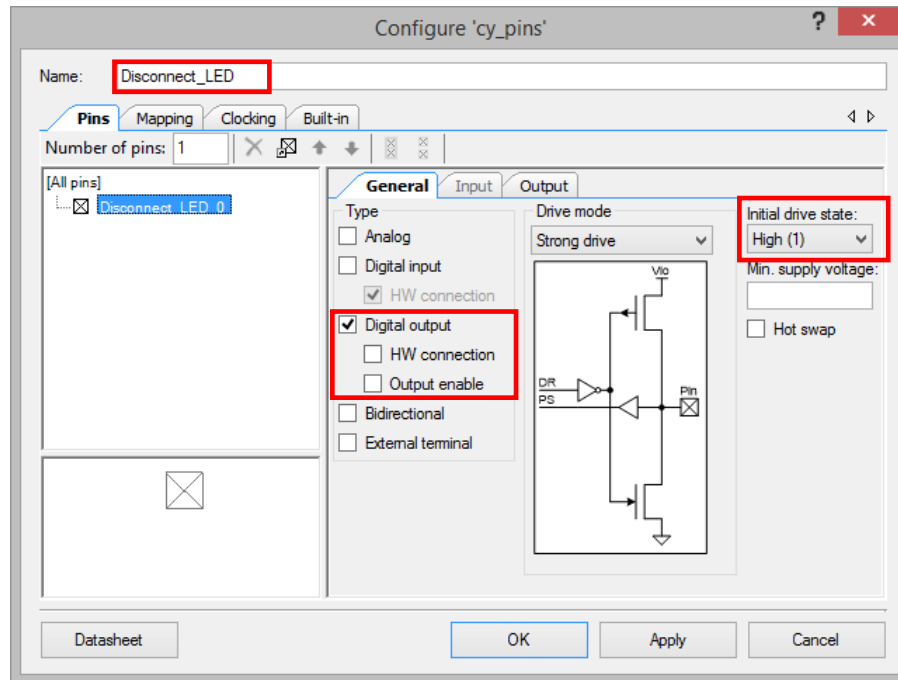 Configure 'cy_pins'
? ×
Name: Disconnect_LED
Pins Mapping Clocking Built-in
Number of pins: 1
[All pins]
Disconnect_LED_0
General Input Output
Type
Analog
Digital input
HW connection
Digital output
HW connection
Output enable
Bidirectional
External terminal
Drive mode
Strong drive
Vio
DR
PS
Pin
Initial drive state:
High (1)
Min. supply voltage:
Hot swap
Datasheet OK Apply Cancel